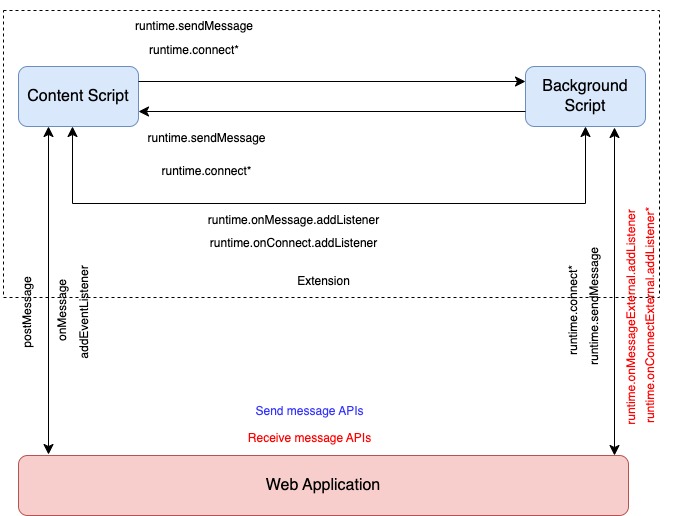 runtime.sendMessage
runtime.connect*
Content Script
Background
Script
runtime.sendMessage
runtime.connect*
runtime.onMessage.addListener
runtime.onConnect.addListener
Extension
postMessage
onMessage
addEventListener
runtime.connect*
runtime.sendMessage
runtime.onMessageExternal.addListener
runtime.onConnectExternal.addListener*
Send message APIs
Receive message APIs
Web Application